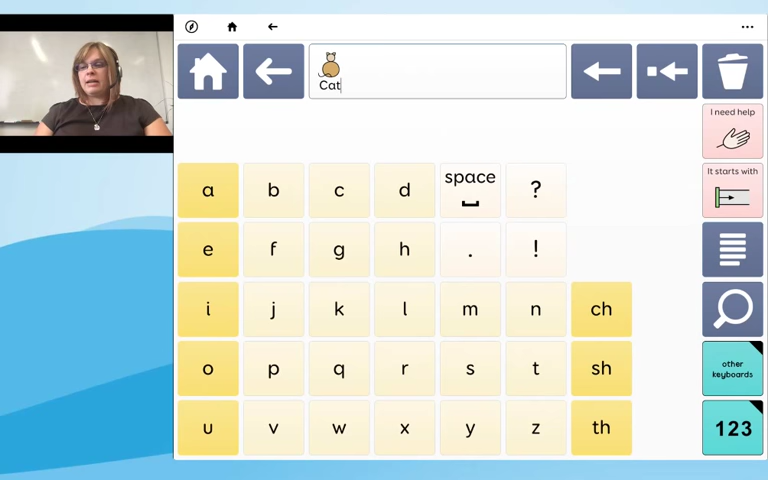 Cat
I need help
a b c d space ?
It starts with
e f g h . !
i j k l m n ch
o p q r s t sh
other
keyboards
u v w x y z th
123